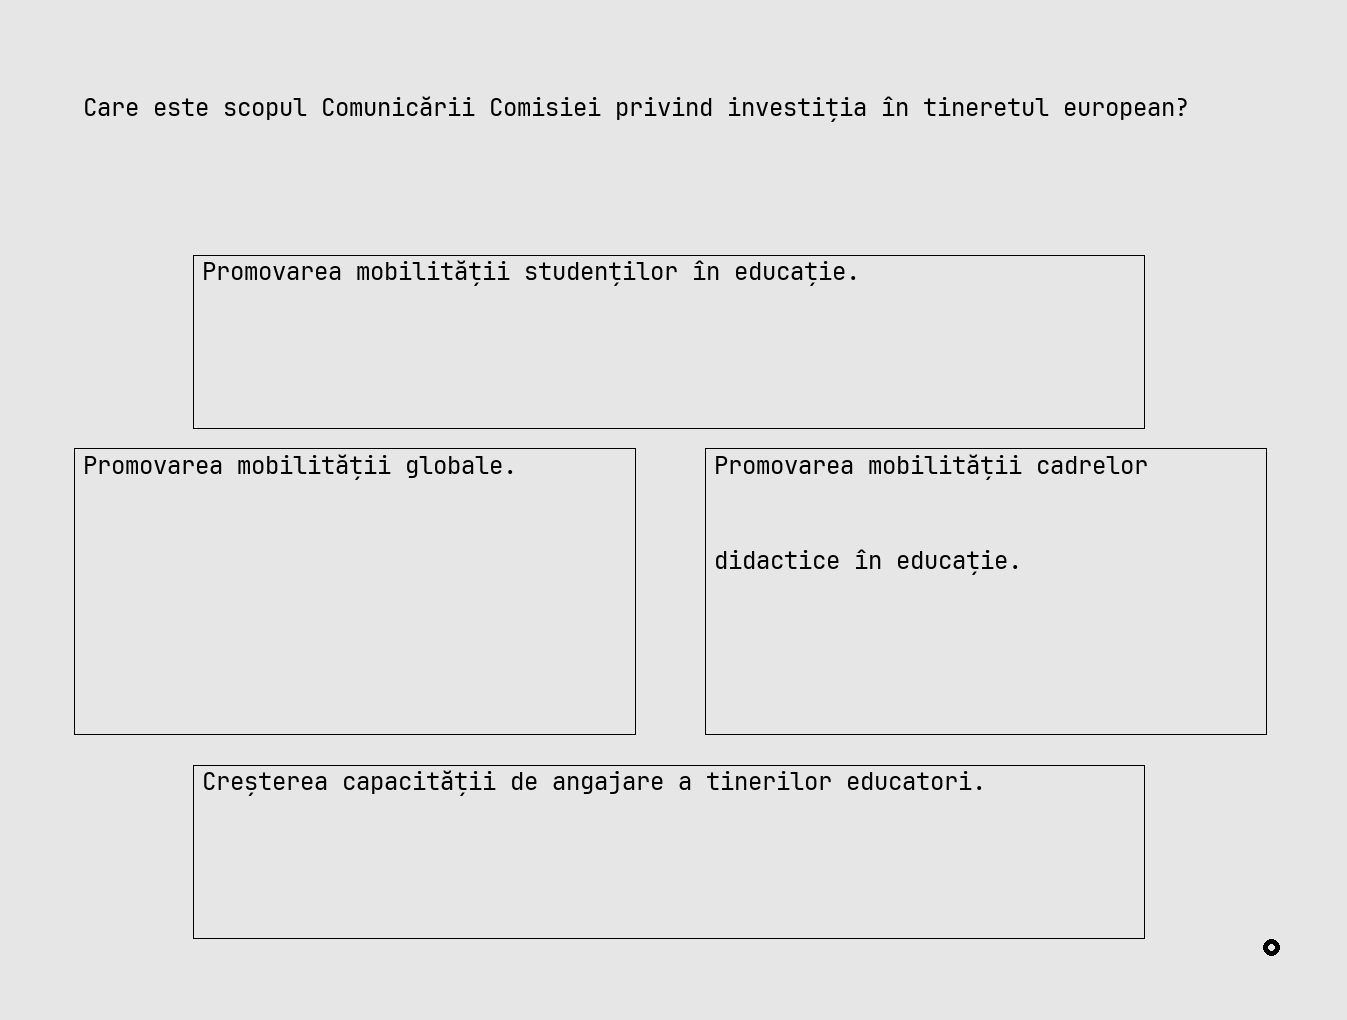 Care este scopul Comunicării Comisiei privind investiția în tineretul european?
Promovarea mobilității studenților în educație.
Promovarea mobilității globale.
Promovarea mobilității cadrelor
didactice în educație.
Creșterea capacității de angajare a tinerilor educatori.